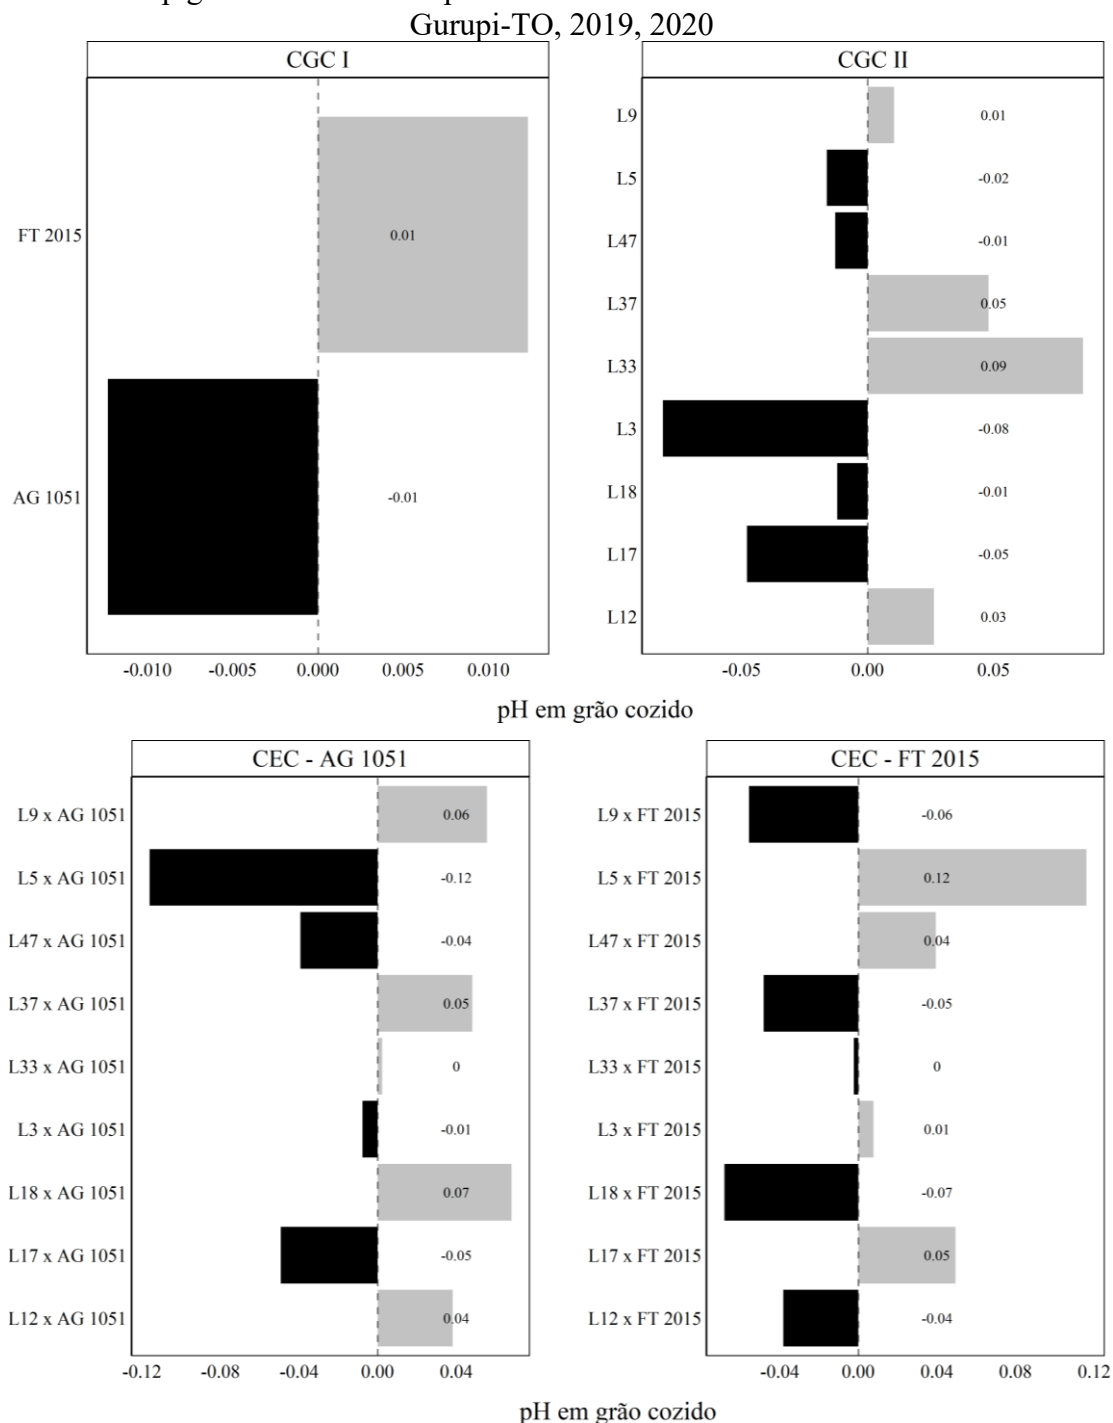 Gurupi-TO, 2019, 2020
CGC I
CGC II
FT 2015
0.01
AG 1051
-0.01
-0.010 -0.005 0.000 0.005 0.010
L9 0.01
L5 -0.02
L47 -0.01
L37 0.05
L33 0.09
L3 -0.08
L18 -0.01
L17 -0.05
L12 0.03
-0.05 0.00 0.05
pH em grão cozido
CEC - AG 1051
L9 x AG 1051 0.06
L5 x AG 1051 -0.12
L47 x AG 1051 -0.04
L37 x AG 1051 0.05
L33 x AG 1051 0
L3 x AG 1051 -0.01
L18 x AG 1051 0.07
L17 x AG 1051 -0.05
L12 x AG 1051 0.04
-0.12 -0.08 -0.04 0.00 0.04
CEC - FT 2015
L9 x FT 2015 -0.06
L5 x FT 2015 0.12
L47 x FT 2015 0.04
L37 x FT 2015 -0.05
L33 x FT 2015 0
L3 x FT 2015 0.01
L18 x FT 2015 -0.07
L17 x FT 2015 0.05
L12 x FT 2015 -0.04
-0.04 0.00 0.04 0.08 0.12
pH em grão cozido